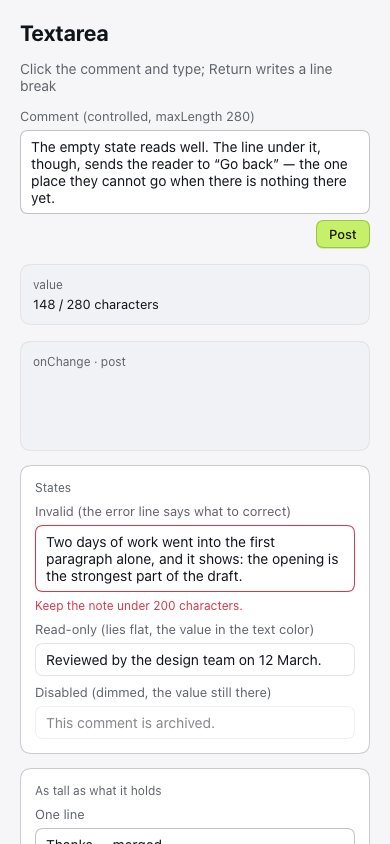 Textarea
Click the comment and type; Return writes a line
break
Comment (controlled, maxLength 280)
The empty state reads well. The line under it,
though, sends the reader to “Go back” — the one
place they cannot go when there is nothing there
yet.
Post
value
148 / 280 characters
onChange · post
States
Invalid (the error line says what to correct)
Two days of work went into the first
paragraph alone, and it shows: the opening is
the strongest part of the draft.
Keep the note under 200 characters.
Read-only (lies flat, the value in the text color)
Reviewed by the design team on 12 March.
Disabled (dimmed, the value still there)
This comment is archived.
As tall as what it holds
One line
Thanks — merged